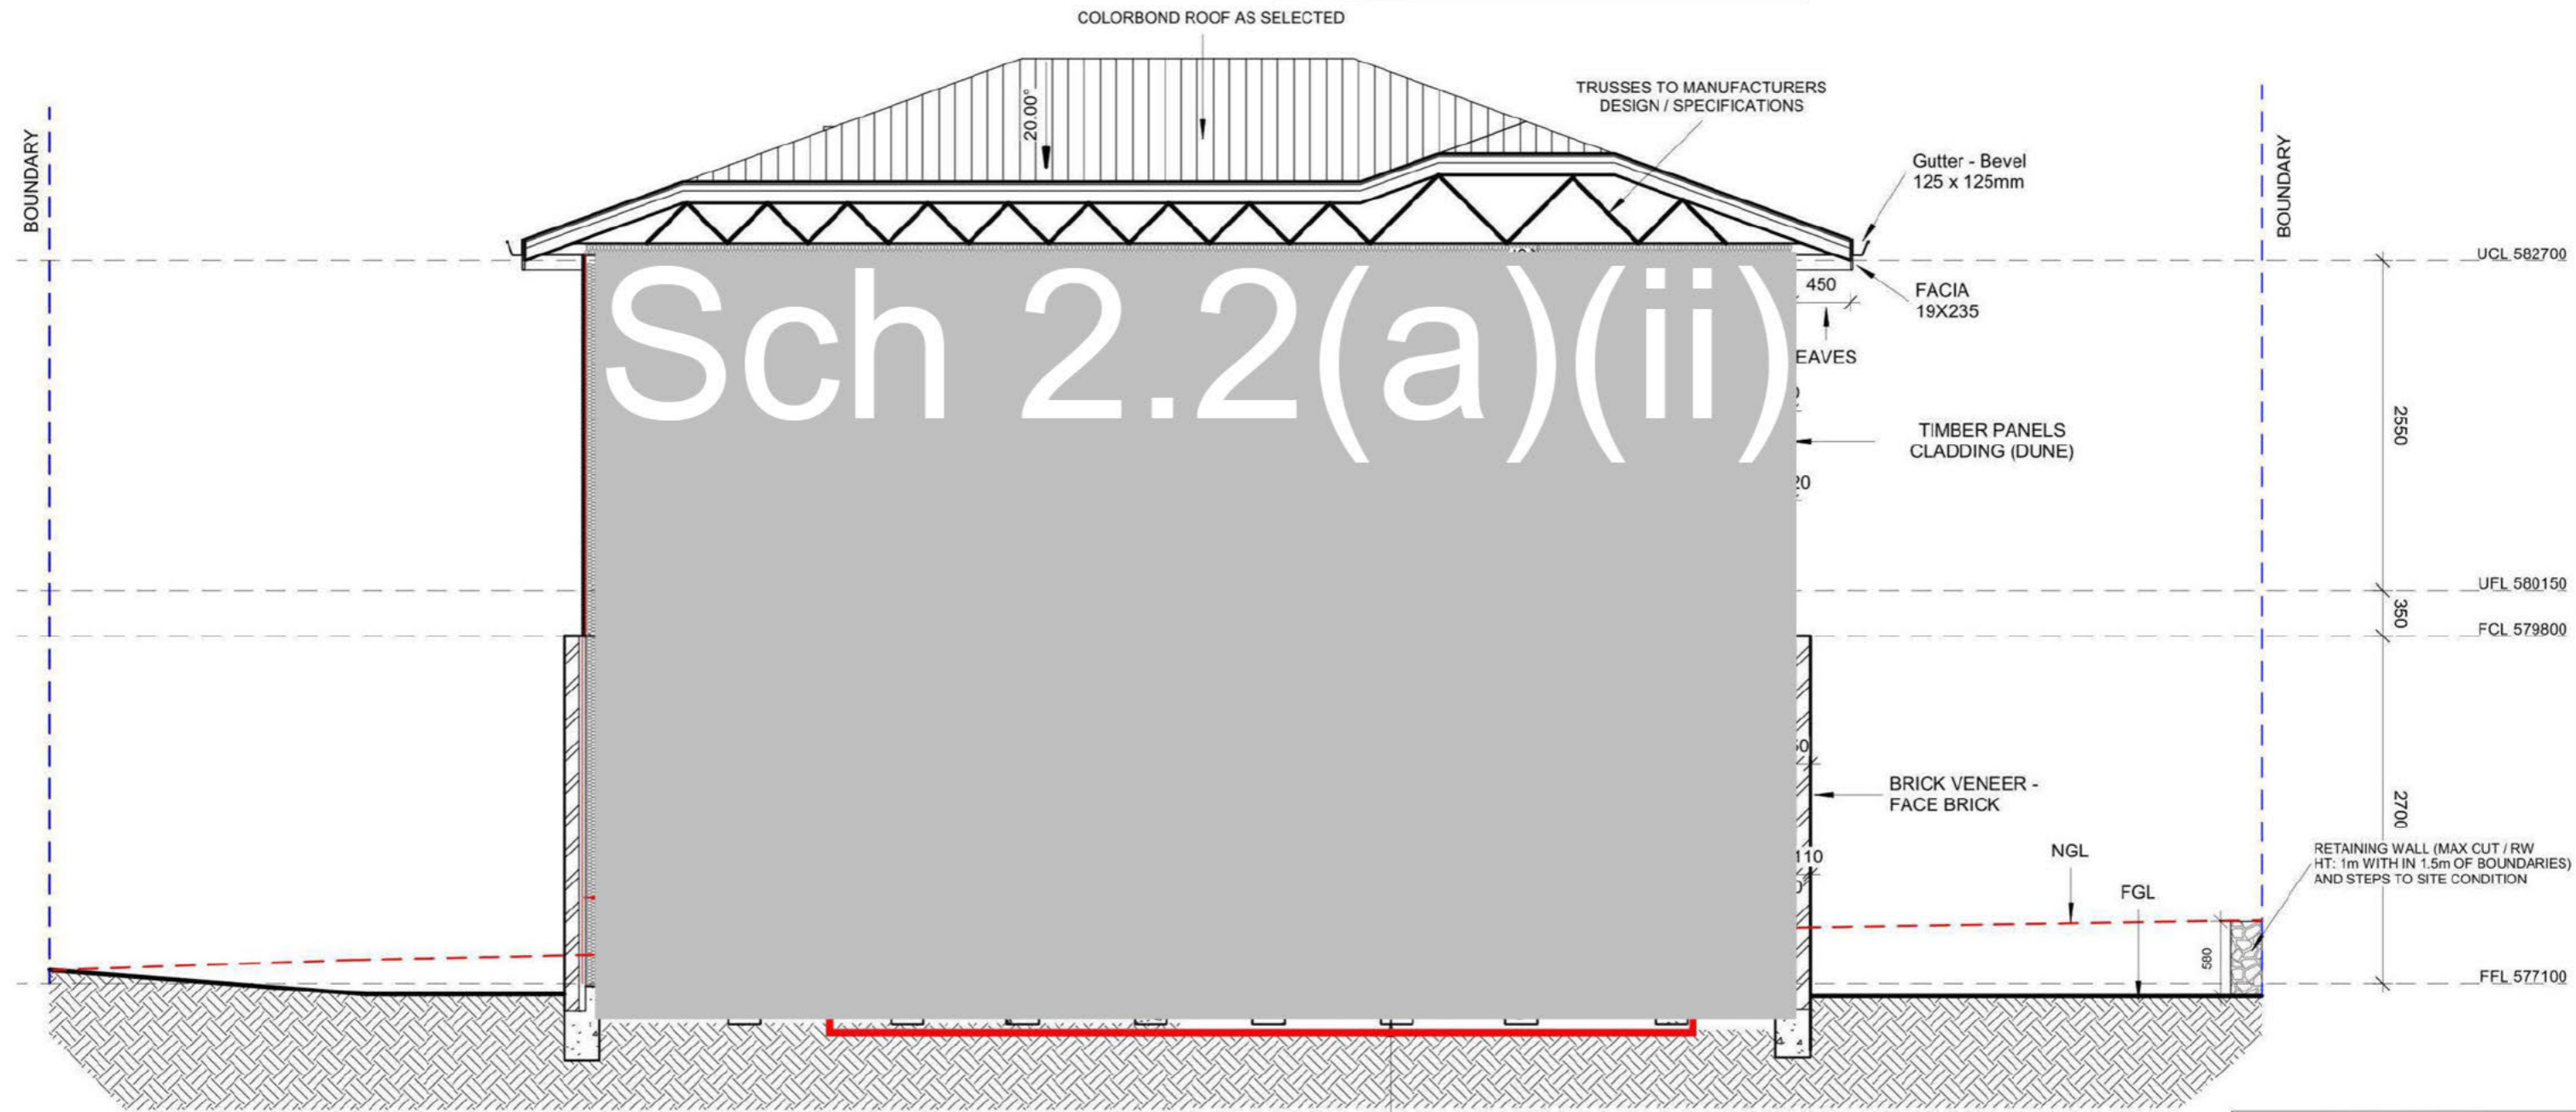 COLORBOND ROOF AS SELECTED
TRUSSES TO MANUFACTURERS
DESIGN / SPECIFICATIONS
20.00°
BOUNDARY
BOUNDARY
Gutter - Bevel
125 x 125mm
UCL 582700
Sch 2.2(a)(ii)
450
FACIA
19X235
EAVES
2550
TIMBER PANELS
CLADDING (DUNE)
20
UFL 580150
350
FCL 579800
BRICK VENEER -
FACE BRICK
2700
110
NGL
RETAINING WALL (MAX CUT / RW
HT: 1m WITH IN 1.5m OF BOUNDARIES)
AND STEPS TO SITE CONDITION
FGL
580
FFL 577100